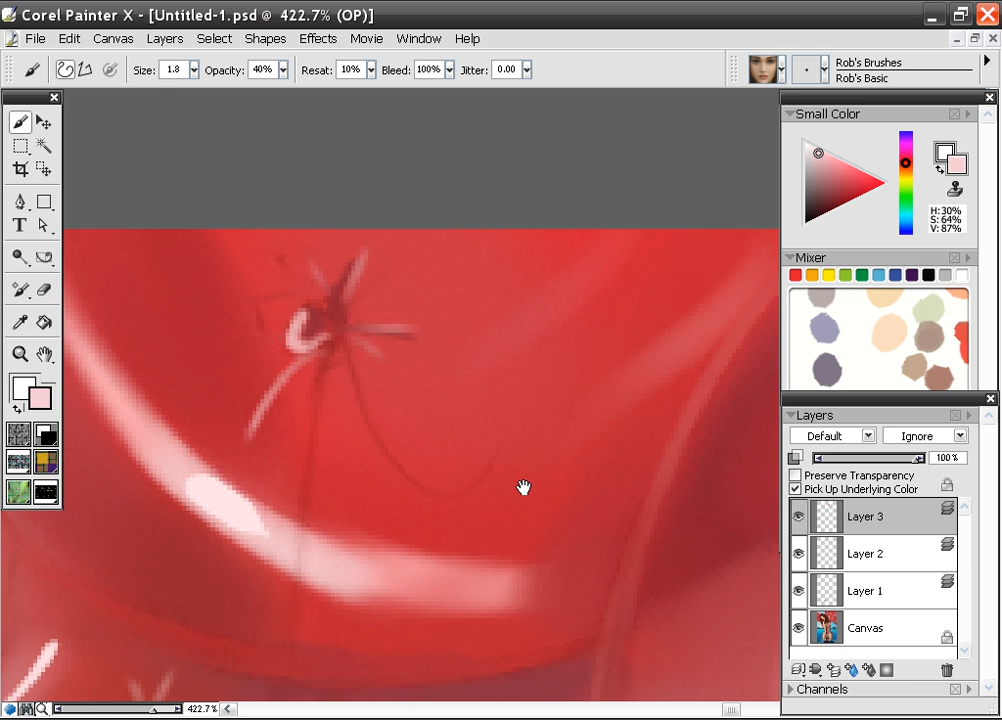 Corel Painter X - [Untitled-1.psd @ 422.7% (OP)]
File Edit Canvas Layers Select Shapes Effects Movie Window Help
Size: 1.8 Opacity: 40% Resat: 10% Bleed: 100% Jitter: 0.00
Rob's Brushes
Rob's Basic
Small Color
H:30%
S:64%
V:87%
Mixer
T
Layers
Default Ignore
100%
Preserve Transparency
Pick Up Underlying Color
Layer 3
Layer 2
Layer 1
Canvas
Channels
422.7%